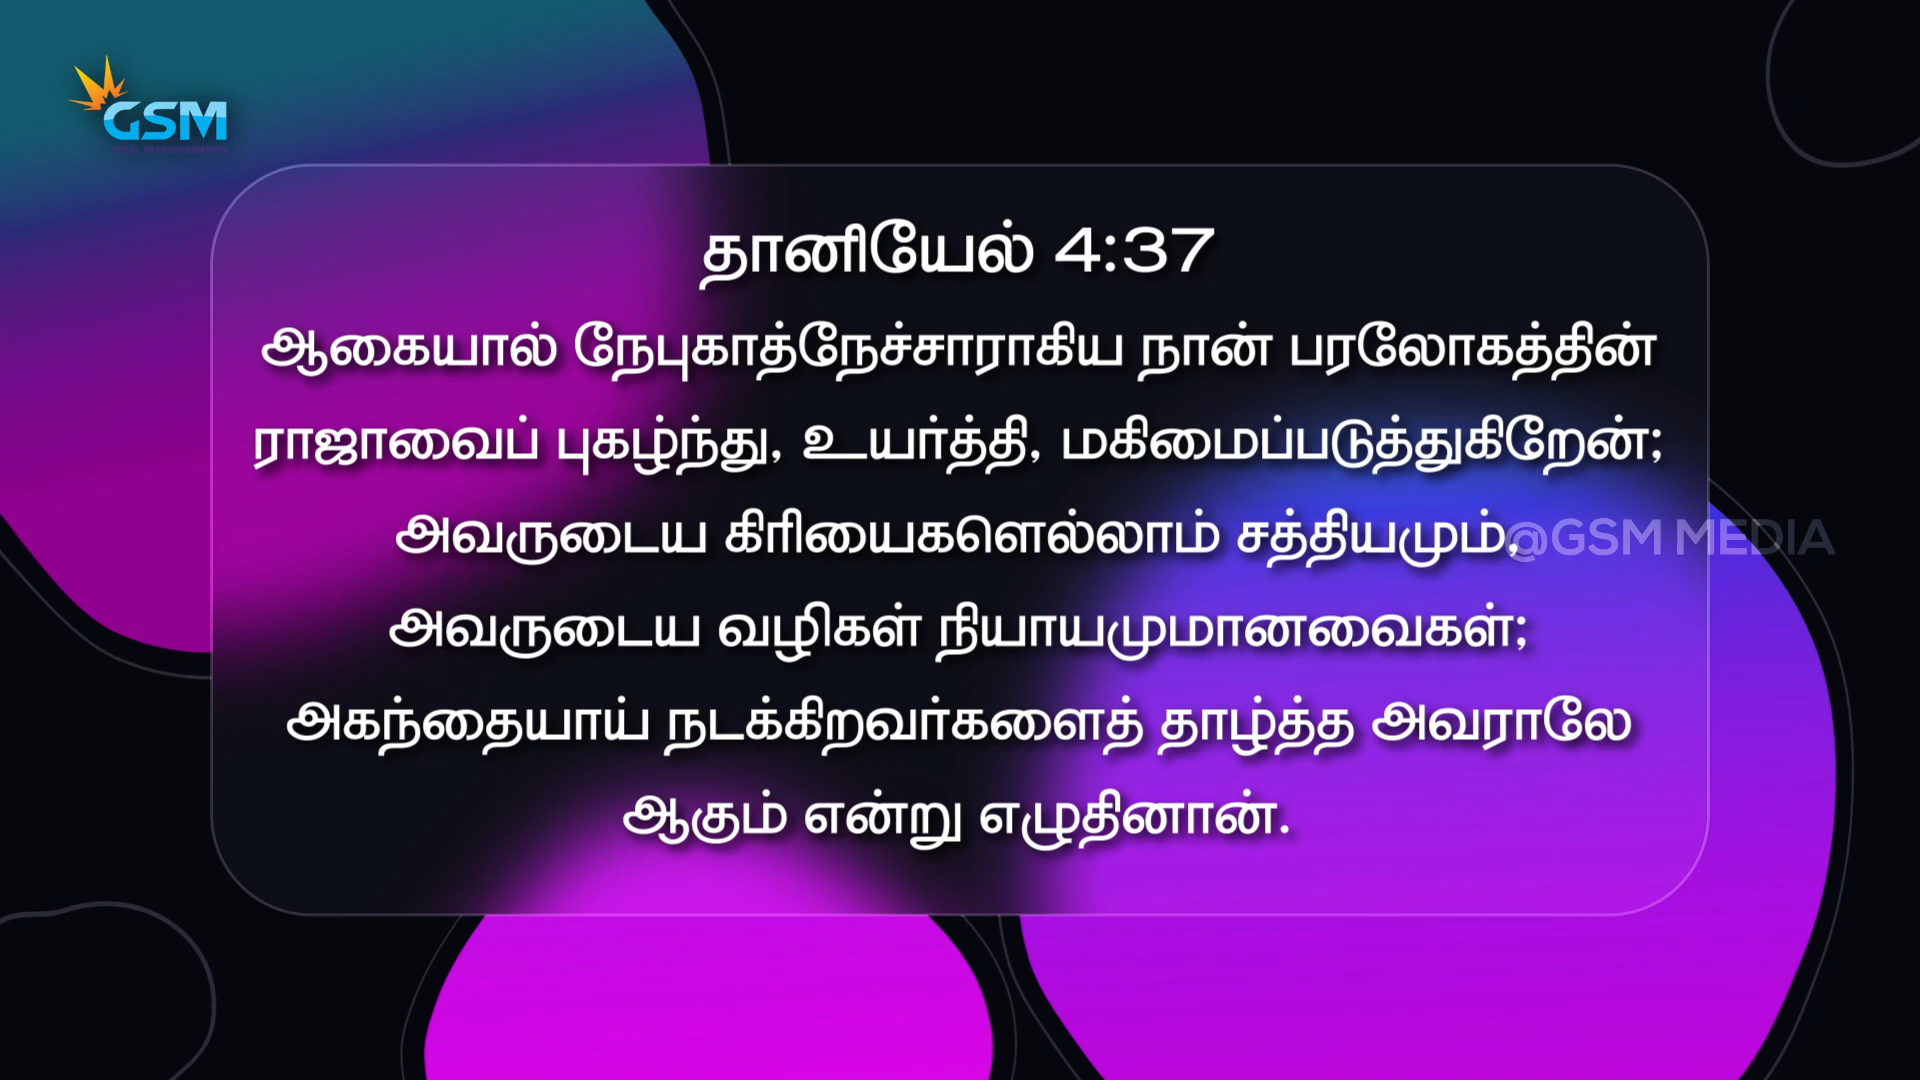 GSM
தானியேல் 4:37
ஆகையால் நேபுகாத்நேச்சாராகிய நான் பரலோகத்தின்
ராஜாவைப் புகழ்ந்து, உயர்த்தி, மகிமைப்படுத்துகிறேன்;
அவருடைய கிரியைகளெல்லாம் சத்தியமும்,
@GSM MEDIA
அவருடைய வழிகள் நியாயமுமானவைகள்;
அகந்தையாய் நடக்கிறவர்களைத் தாழ்த்த அவராலே
ஆகும் என்று எழுதினான்.